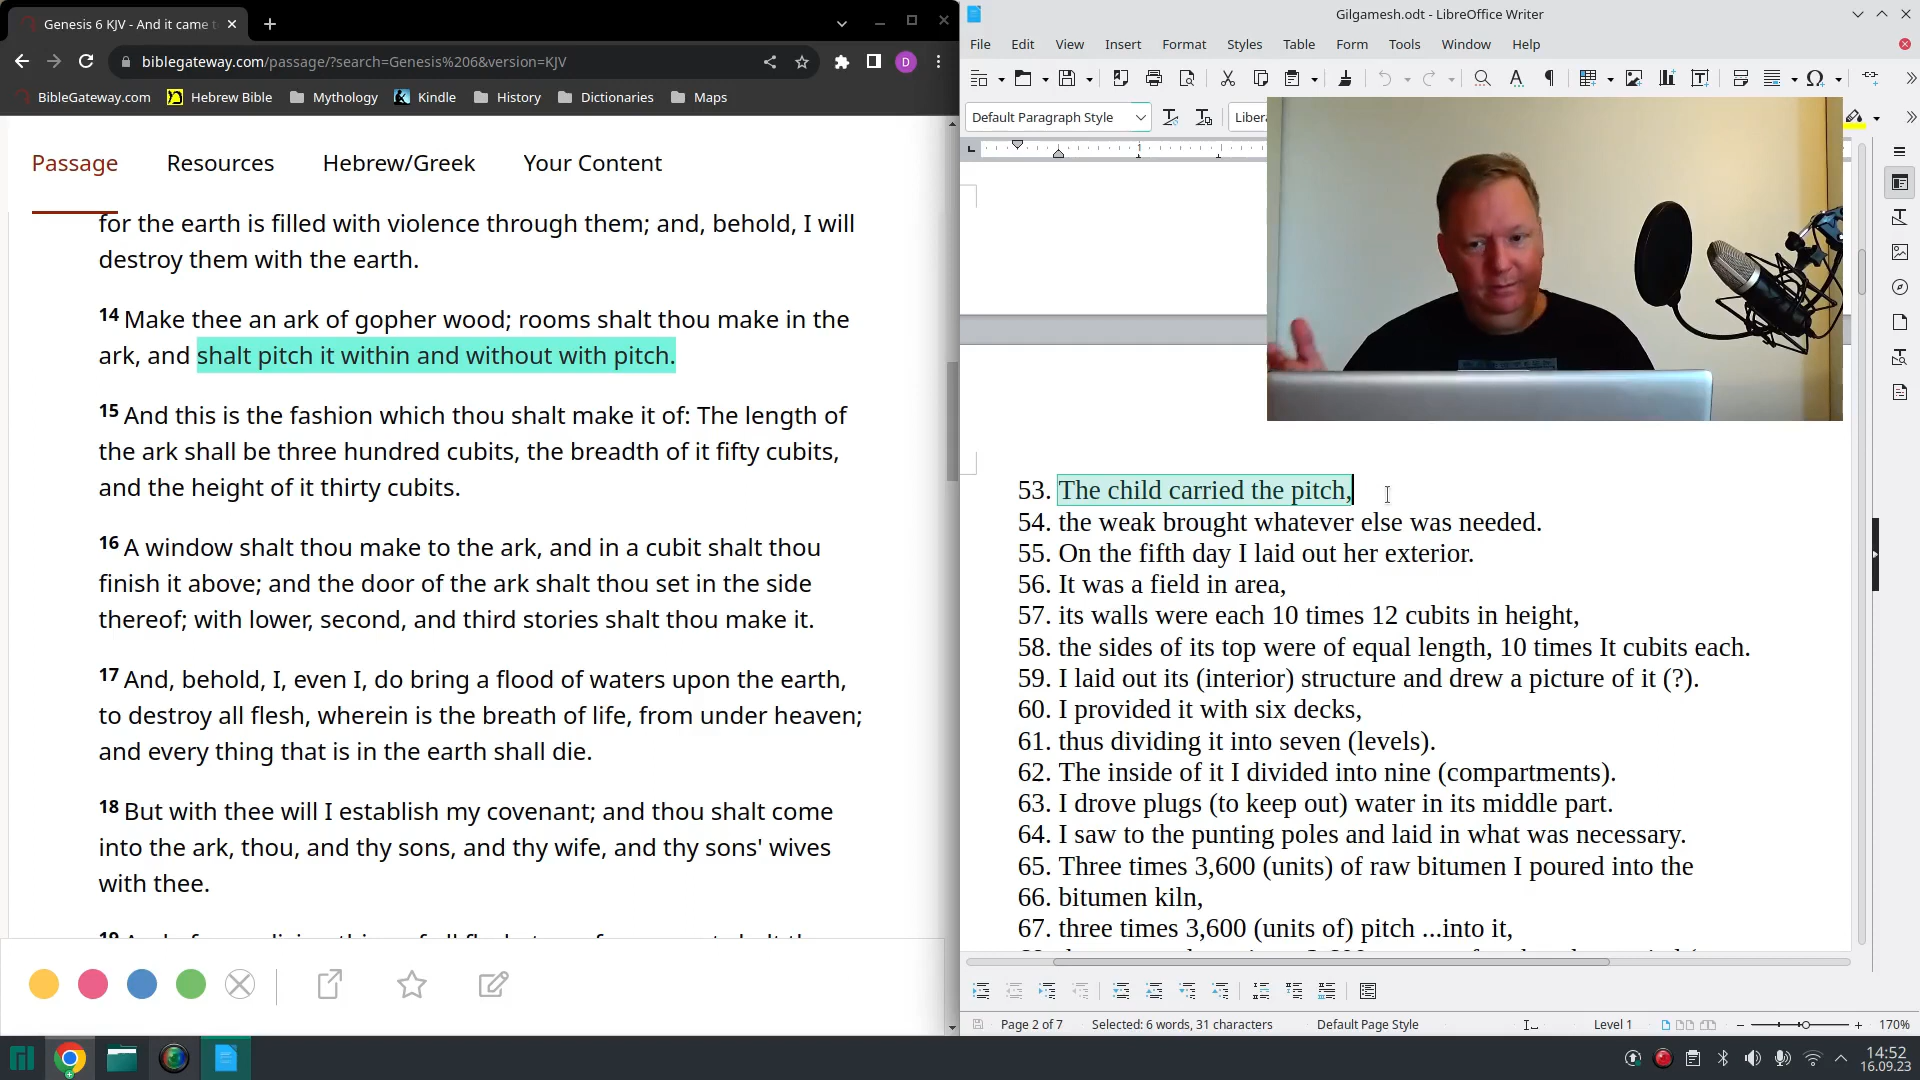 Genesis 6 KJV - And it came t
biblegateway.com/passage/?search=Genesis%206&version=KJV
BibleGateway.com Hebrew Bible Mythology Kindle History Dictionaries Maps
Passage Resources Hebrew/Greek Your Content
for the earth is filled with violence through them; and, behold, I will
destroy them with the earth.
14 Make thee an ark of gopher wood; rooms shalt thou make in the
ark, and shalt pitch it within and without with pitch.
15 And this is the fashion which thou shalt make it of: The length of
the ark shall be three hundred cubits, the breadth of it fifty cubits,
and the height of it thirty cubits.
16 A window shalt thou make to the ark, and in a cubit shalt thou
finish it above; and the door of the ark shalt thou set in the side
thereof; with lower, second, and third stories shalt thou make it.
17 And, behold, I, even I, do bring a flood of waters upon the earth,
to destroy all flesh, wherein is the breath of life, from under heaven;
and every thing that is in the earth shall die.
18 But with thee will I establish my covenant; and thou shalt come
into the ark, thou, and thy sons, and thy wife, and thy sons' wives
with thee.
Gilgamesh.odt - LibreOffice Writer
File Edit View Insert Format Styles Table Form Tools Window Help
Default Paragraph Style Libera
53. The child carried the pitch,
54. the weak brought whatever else was needed.
55. On the fifth day I laid out her exterior.
56. It was a field in area,
57. its walls were each 10 times 12 cubits in height,
58. the sides of its top were of equal length, 10 times It cubits each.
59. I laid out its (interior) structure and drew a picture of it (?).
60. I provided it with six decks,
61. thus dividing it into seven (levels).
62. The inside of it I divided into nine (compartments).
63. I drove plugs (to keep out) water in its middle part.
64. I saw to the punting poles and laid in what was necessary.
65. Three times 3,600 (units) of raw bitumen I poured into the
66. bitumen kiln,
67. three times 3,600 (units of) pitch ...into it,
Page 2 of 7 Selected: 6 words, 31 characters Default Page Style Level 1 170%
14:52
16.09.23